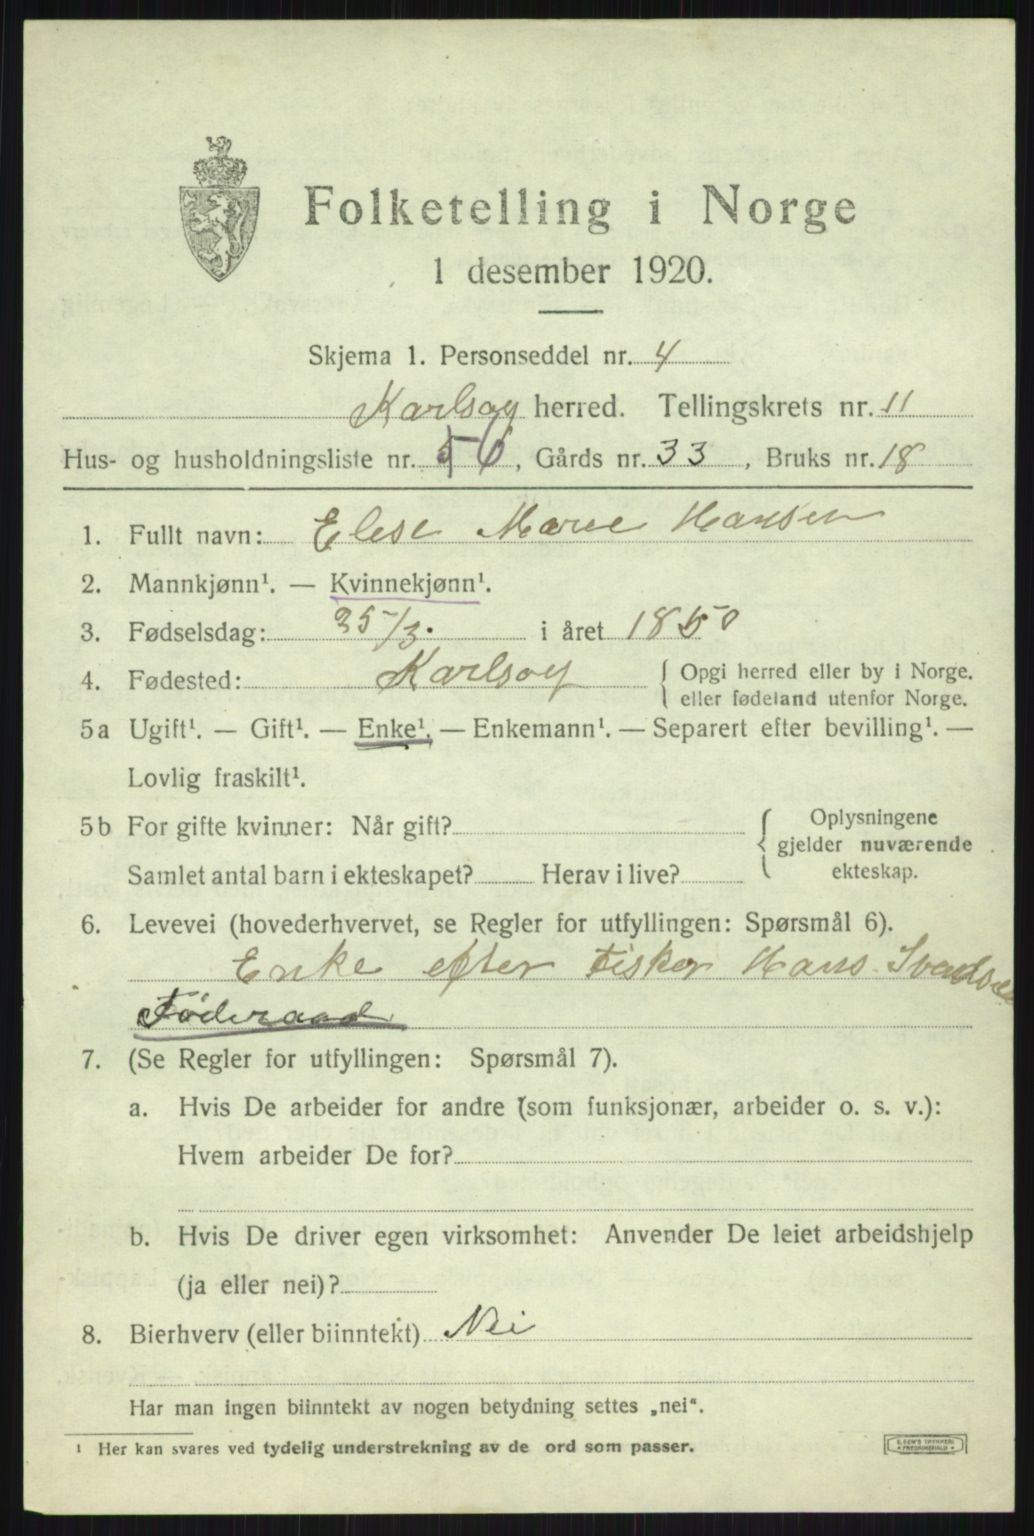 Folketelling i Norge
1 desember 1920.
Skjema 1. Personseddel nr. 4
Karlsøy herred. Tellingskrets nr. 11
Hus- og husholdningsliste nr. 56, Gårds nr. 33, Bruks nr. 18
1. Fullt navn: Elese Marie Hansen
2. Mannkjønn¹. — Kvinnekjønn¹.
3. Fødselsdag: 25/3. i året 1850
4. Fødested: Karlsøy { Opgi herred eller by i Norge.
eller fødeland utenfor Norge.
5a Ugift¹. — Gift¹. — Enke¹. — Enkemann¹. — Separert efter bevilling¹. —
Lovlig fraskilt¹.
5b For gifte kvinner: Når gift? { Oplysningene
gjelder nuværende
Samlet antal barn i ekteskapet? Herav i live? ekteskap.
6. Levevei (hovederhvervet, se Regler for utfyllingen: Spørsmål 6).
Enke efter Fisker Hans Svendsen
Föderaad
7. (Se Regler for utfyllingen: Spørsmål 7).
a. Hvis De arbeider for andre (som funksjonær, arbeider o. s. v.):
Hvem arbeider De for?
b. Hvis De driver egen virksomhet: Anvender De leiet arbeidshjelp
(ja eller nei)?
8. Bierhverv (eller biinntekt) Nei
Har man ingen biinntekt av nogen betydning settes „nei".
¹ Her kan svares ved tydelig understrekning av de ord som passer.